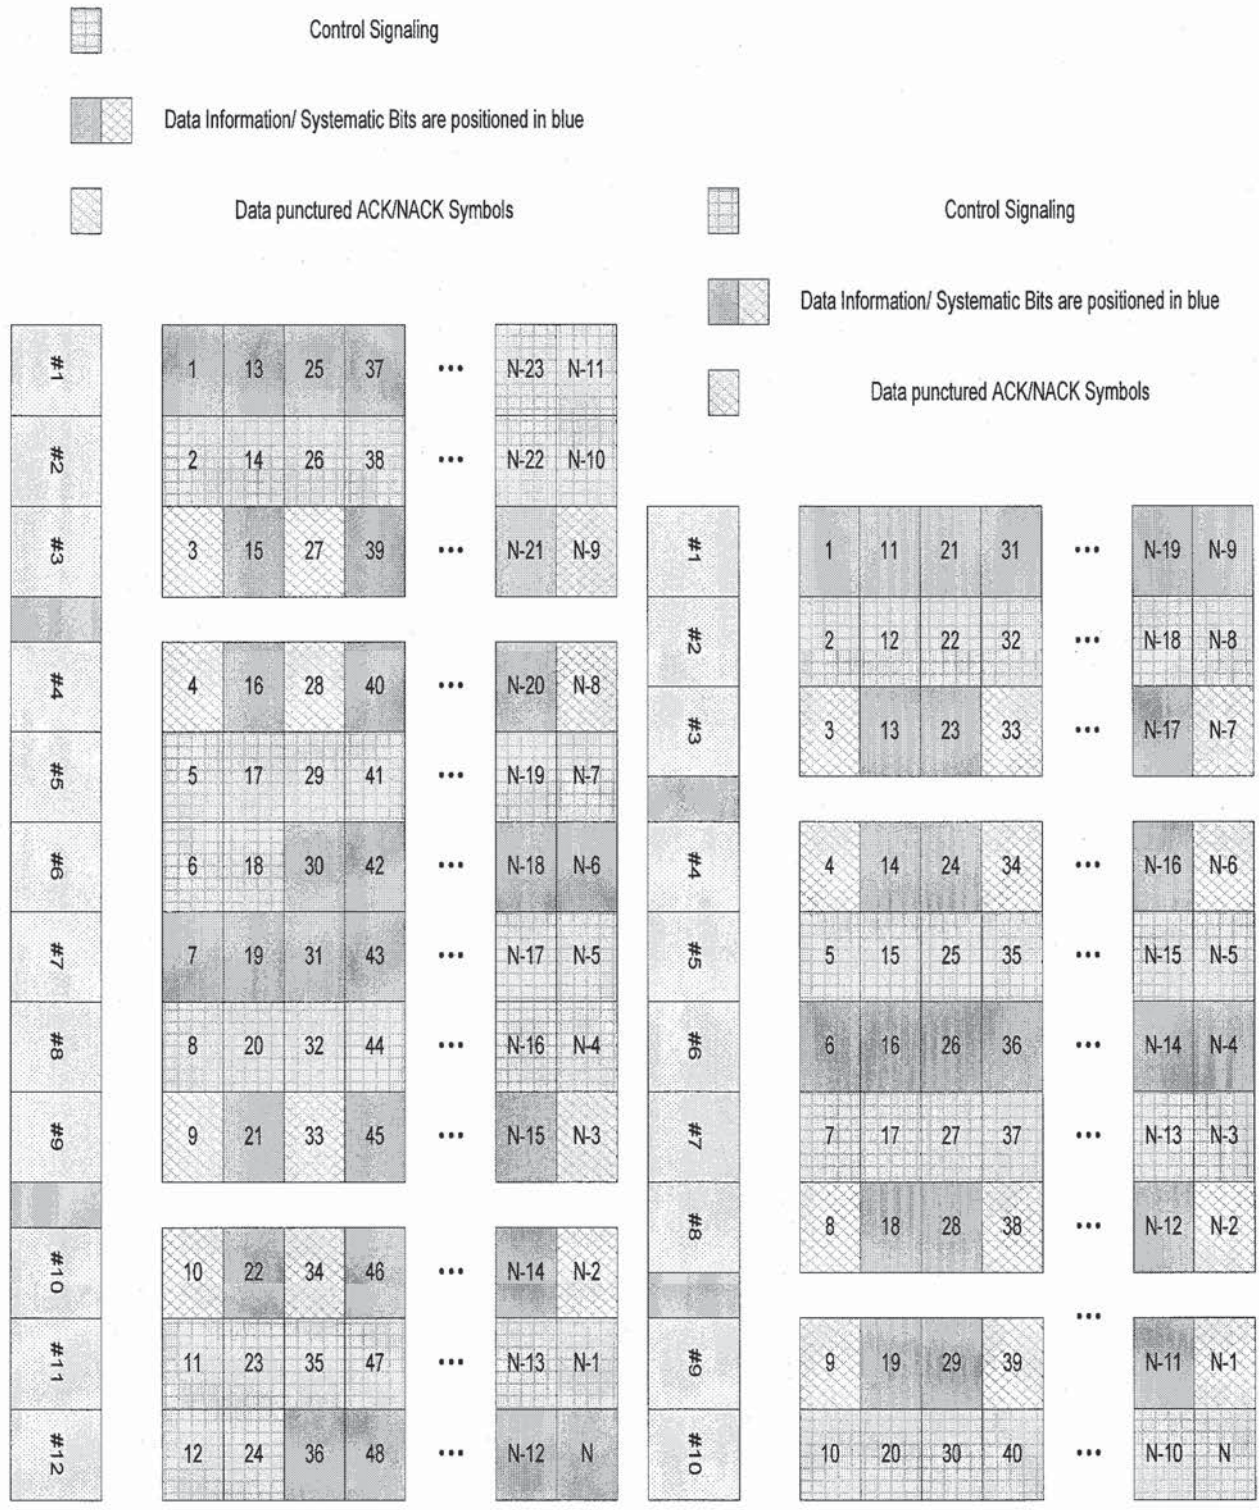 Control Signaling
Data Information/ Systematic Bits are positioned in blue
Data punctured ACK/NACK Symbols
#1 1 13 25 37 ••• N-23 N-11
#2 2 14 26 38 ••• N-22 N-10
#3 3 15 27 39 ••• N-21 N-9
#4 4 16 28 40 ••• N-20 N-8
#5 5 17 29 41 ••• N-19 N-7
#6 6 18 30 42 ••• N-18 N-6
#7 7 19 31 43 ••• N-17 N-5
#8 8 20 32 44 ••• N-16 N-4
#9 9 21 33 45 ••• N-15 N-3
#10 10 22 34 46 ••• N-14 N-2
#11 11 23 35 47 ••• N-13 N-1
#12 12 24 36 48 ••• N-12 N
Control Signaling
Data Information/ Systematic Bits are positioned in blue
Data punctured ACK/NACK Symbols
#1 1 11 21 31 ••• N-19 N-9
#2 2 12 22 32 ••• N-18 N-8
#3 3 13 23 33 ••• N-17 N-7
#4 4 14 24 34 ••• N-16 N-6
#5 5 15 25 35 ••• N-15 N-5
#6 6 16 26 36 ••• N-14 N-4
#7 7 17 27 37 ••• N-13 N-3
#8 8 18 28 38 ••• N-12 N-2
•••
#9 9 19 29 39 N-11 N-1
#10 10 20 30 40 ••• N-10 N